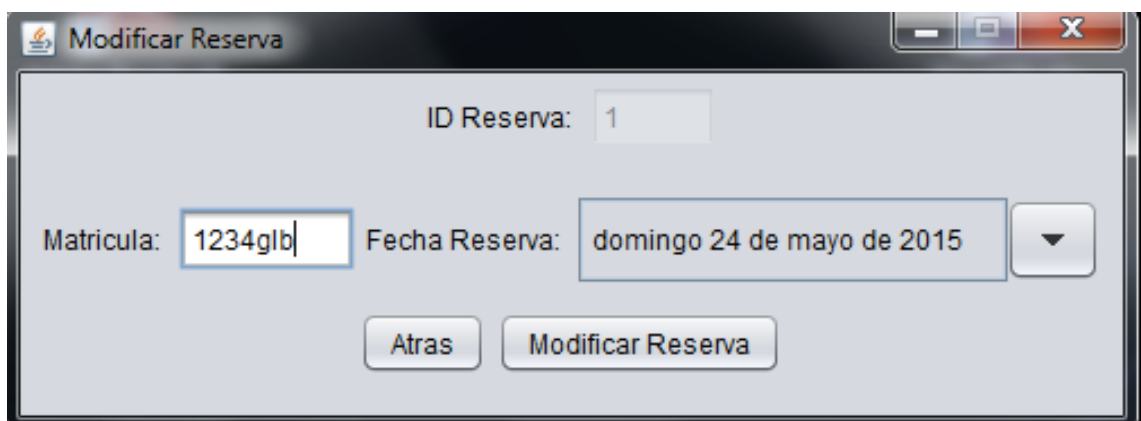 Modificar Reserva
ID Reserva: 1
Matricula: 1234glb Fecha Reserva: domingo 24 de mayo de 2015
Atras Modificar Reserva